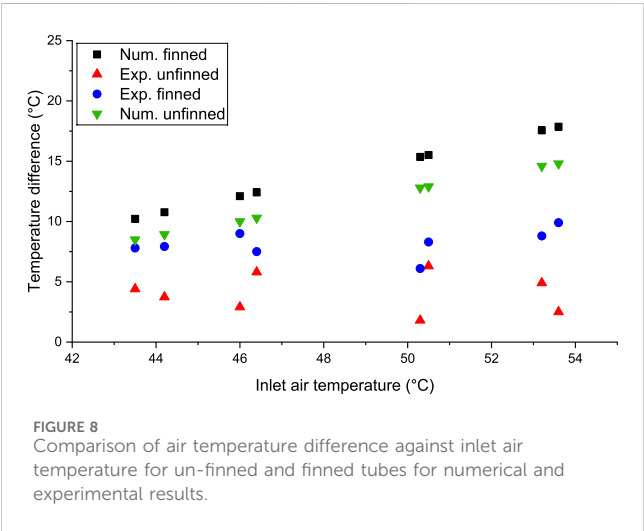 25
20
15
10
5
0
Temperature difference (°C)
Num. finned
Exp. unfinned
Exp. finned
Num. unfinned
42 44 46 48 50 52 54
Inlet air temperature (°C)
FIGURE 8
Comparison of air temperature difference against inlet air
temperature for un-finned and finned tubes for numerical and
experimental results.